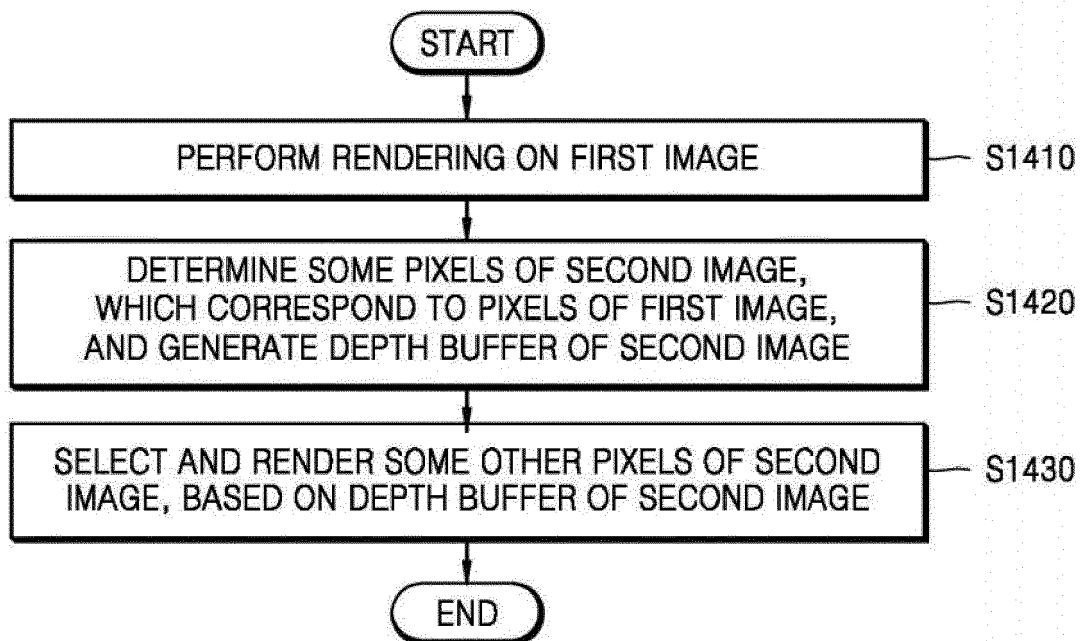 START
PERFORM RENDERING ON FIRST IMAGE
S1410
DETERMINE SOME PIXELS OF SECOND IMAGE,
WHICH CORRESPOND TO PIXELS OF FIRST IMAGE,
AND GENERATE DEPTH BUFFER OF SECOND IMAGE
S1420
SELECT AND RENDER SOME OTHER PIXELS OF SECOND
IMAGE, BASED ON DEPTH BUFFER OF SECOND IMAGE
S1430
END